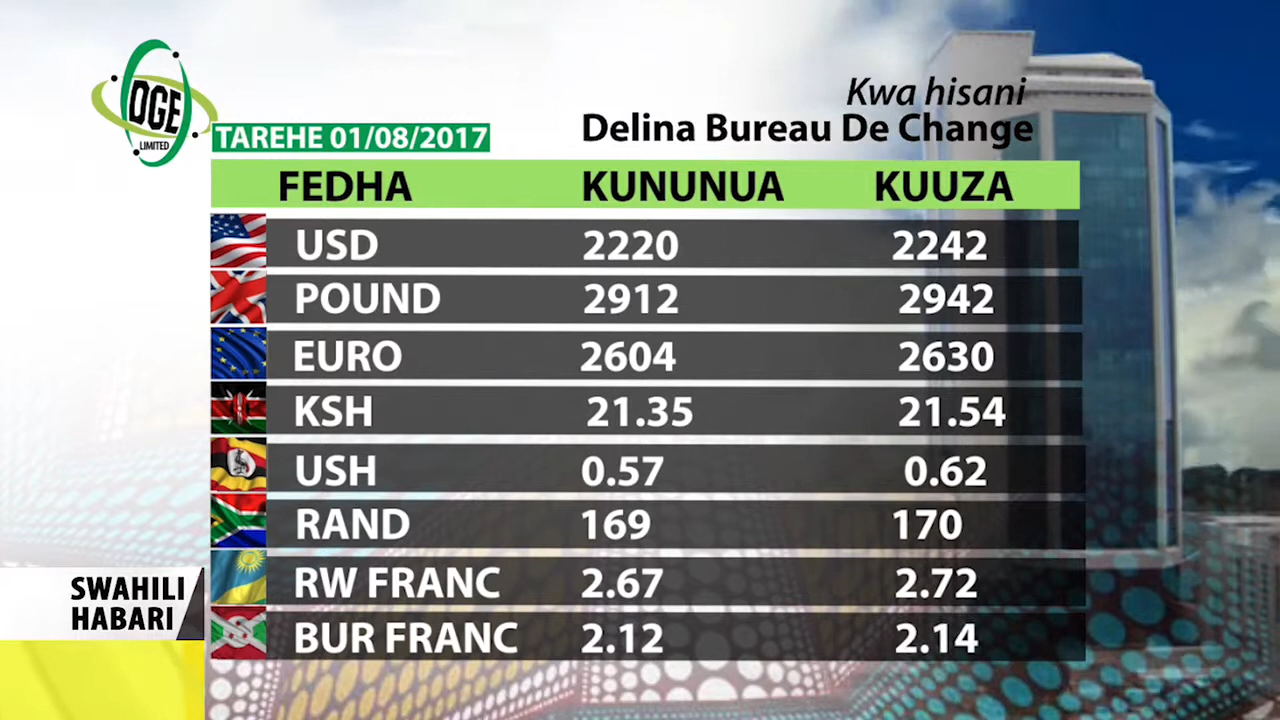 DGE
LIMITED
TAREHE 01/08/2017
Kwa hisani
Delina Bureau De Change
FEDHA KUNUNUA KUUZA
USD 2220 2242
POUND 2912 2942
EURO 2604 2630
KSH 21.35 21.54
USH 0.57 0.62
RAND 169 170
RW FRANC 2.67 2.72
BUR FRANC 2.12 2.14
SWAHILI
HABARI